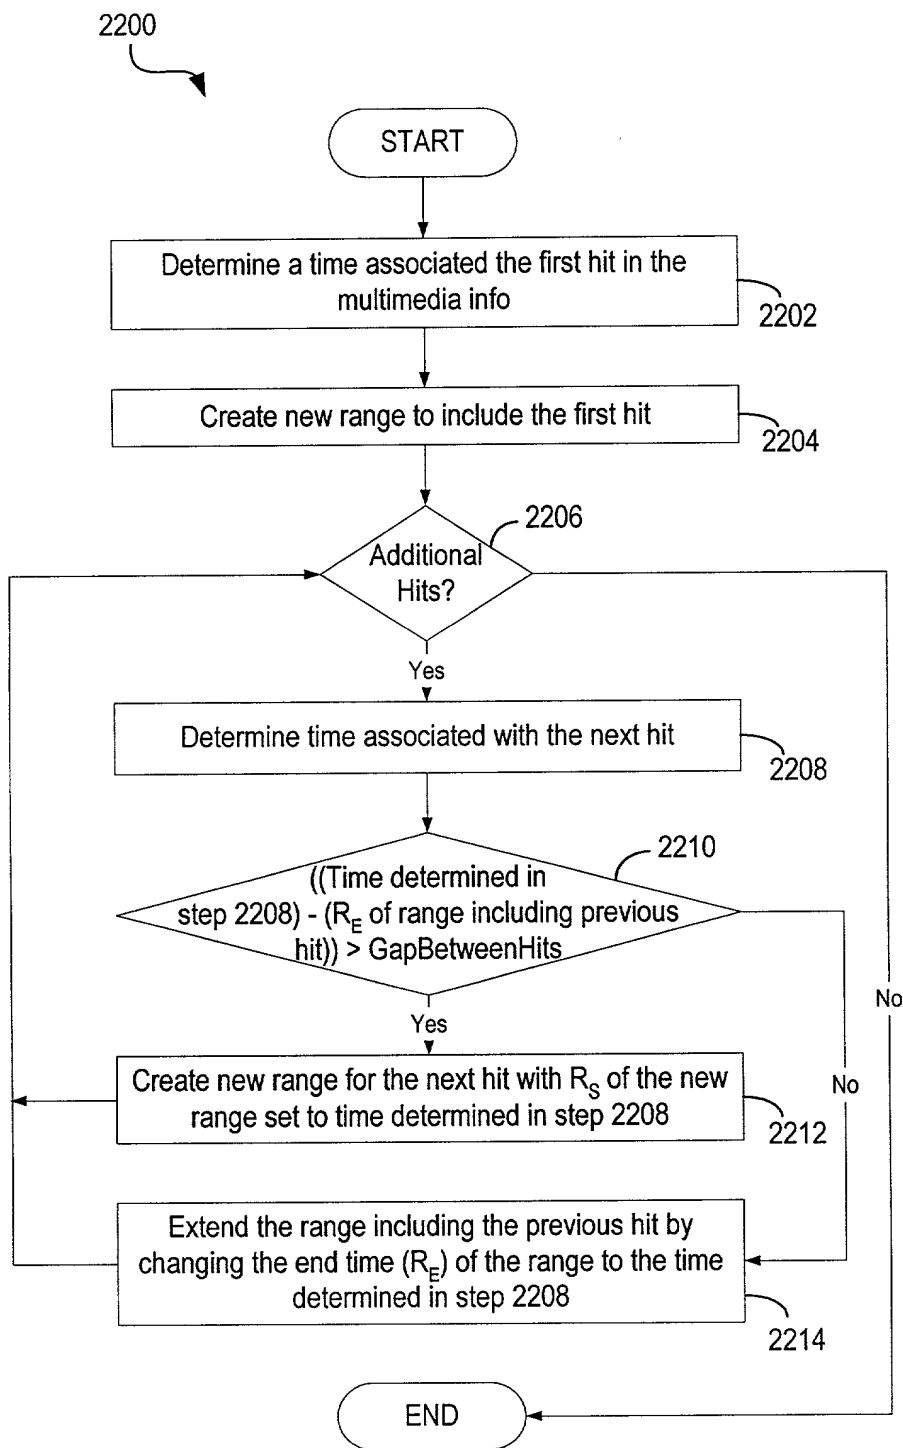 2200
START
Determine a time associated the first hit in the
multimedia info
2202
Create new range to include the first hit
2204
2206
Additional
Hits?
Yes
Determine time associated with the next hit
2208
2210
((Time determined in
step 2208) - (RE of range including previous
hit)) > GapBetweenHits
No
Yes
No
Create new range for the next hit with RS of the new
range set to time determined in step 2208
2212
Extend the range including the previous hit by
changing the end time (RE) of the range to the time
determined in step 2208
2214
END